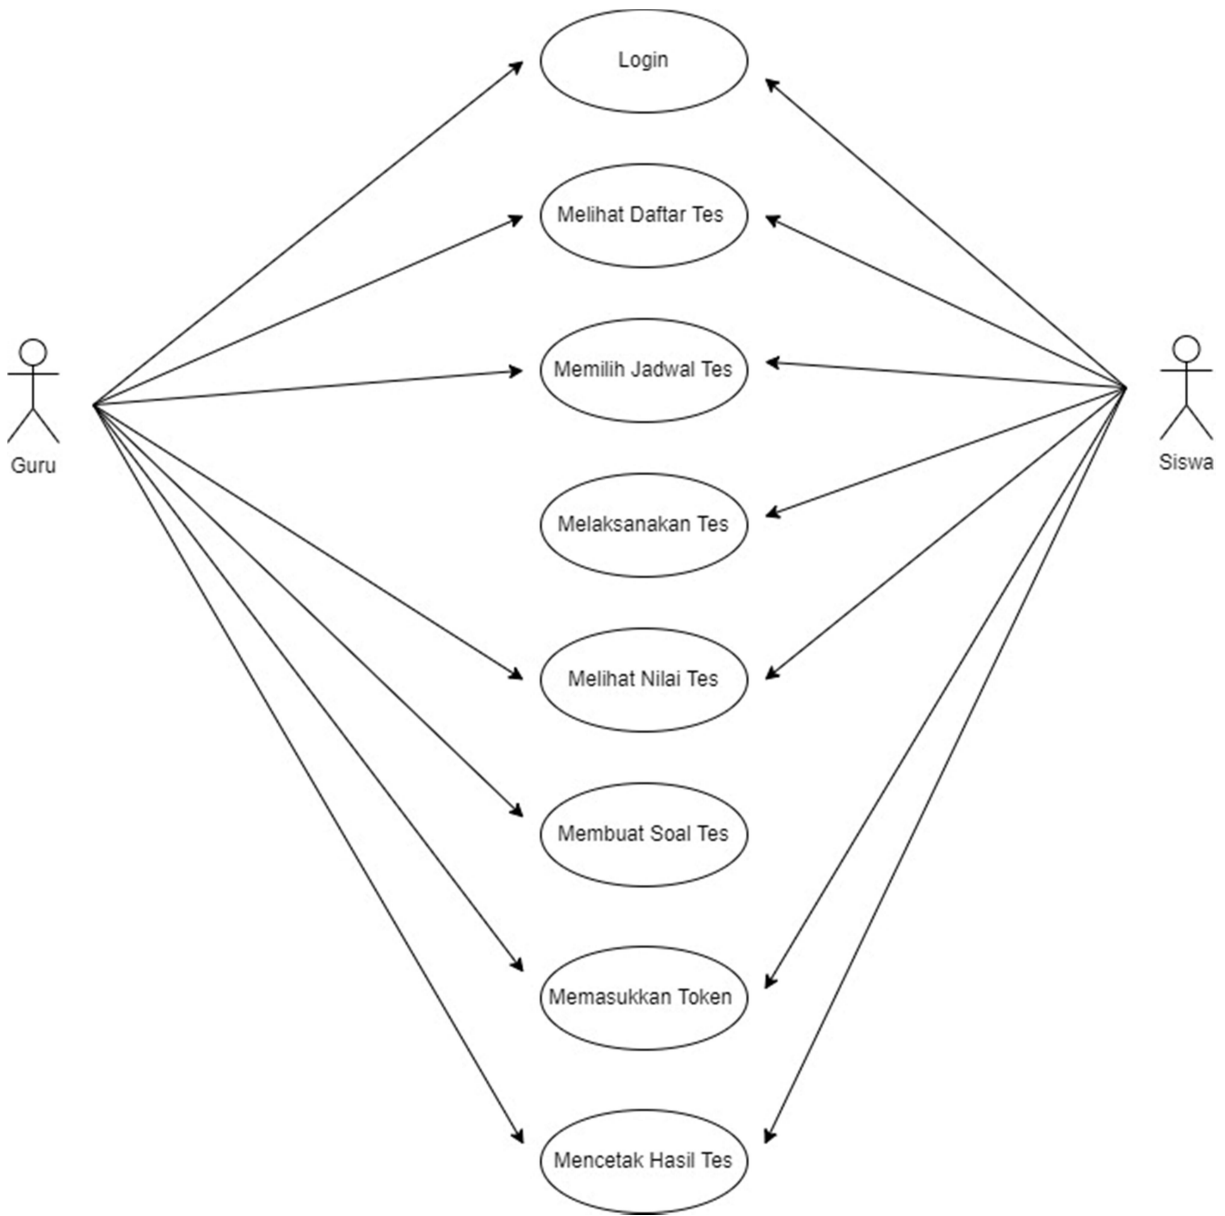 Login
Melihat Daftar Tes
Memilih Jadwal Tes
Guru
Siswa
Melaksanakan Tes
Melihat Nilai Tes
Membuat Soal Tes
Memasukkan Token
Mencetak Hasil Tes